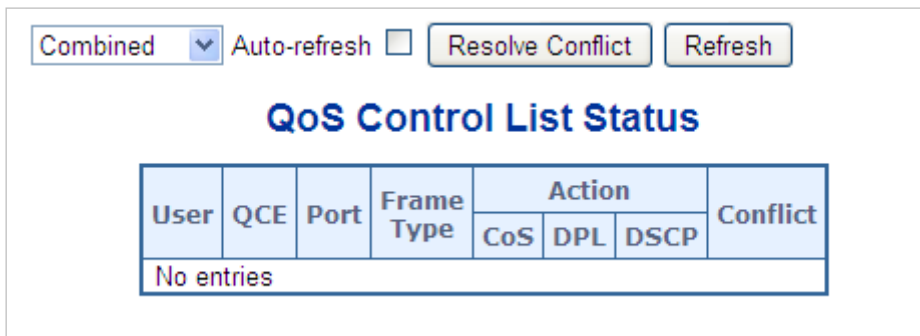 Combined Auto-refresh Resolve Conflict Refresh
QoS Control List Status
User QCE Port Frame Type Action Conflict
CoS DPL DSCP
No entries